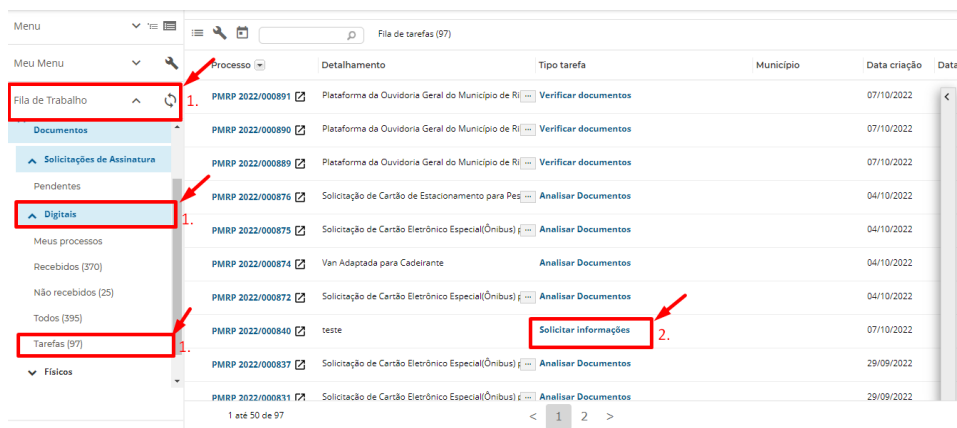 Menu
Meu Menu
Fila de Trabalho
1.
Documentos
Solicitações de Assinatura
Pendentes
Digitais
1.
Meus processos
Recebidos (370)
Não recebidos (25)
Todos (395)
Tarefas (97)
1.
Físicos
Fila de tarefas (97)
Processo Detalhamento Tipo tarefa Município Data criação Data
PMRP 2022/000891 Plataforma da Ouvidoria Geral do Município de Ri ... Verificar documentos 07/10/2022
PMRP 2022/000890 Plataforma da Ouvidoria Geral do Município de Ri ... Verificar documentos 07/10/2022
PMRP 2022/000889 Plataforma da Ouvidoria Geral do Município de Ri ... Verificar documentos 07/10/2022
PMRP 2022/000876 Solicitação de Cartão de Estacionamento para Pes ... Analisar Documentos 04/10/2022
PMRP 2022/000875 Solicitação de Cartão Eletrônico Especial(Ônibus) p ... Analisar Documentos 04/10/2022
PMRP 2022/000874 Van Adaptada para Cadeirante Analisar Documentos 04/10/2022
PMRP 2022/000872 Solicitação de Cartão Eletrônico Especial(Ônibus) p ... Analisar Documentos 04/10/2022
PMRP 2022/000840 teste Solicitar informações 2. 07/10/2022
PMRP 2022/000837 Solicitação de Cartão Eletrônico Especial(Ônibus) p ... Analisar Documentos 29/09/2022
PMRP 2022/000831 Solicitação de Cartão Eletrônico Especial(Ônibus) p ... Analisar Documentos 29/09/2022
1 até 50 de 97 < 1 2 >